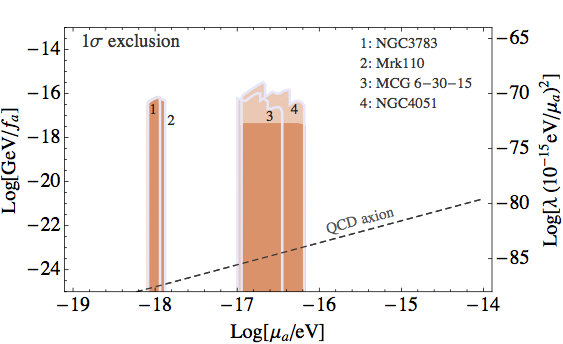 1σ exclusion
1: NGC3783
2: Mrk110
3: MCG 6−30−15
4: NGC4051
−14
−16
−18
−20
−22
−24
Log[GeV/fₐ]
1
2
3
4
QCD axion
−65
−70
−75
−80
−85
Log[λ (10⁻¹⁵eV/μₐ)²]
−19
−18
−17
−16
−15
−14
Log[μₐ/eV]